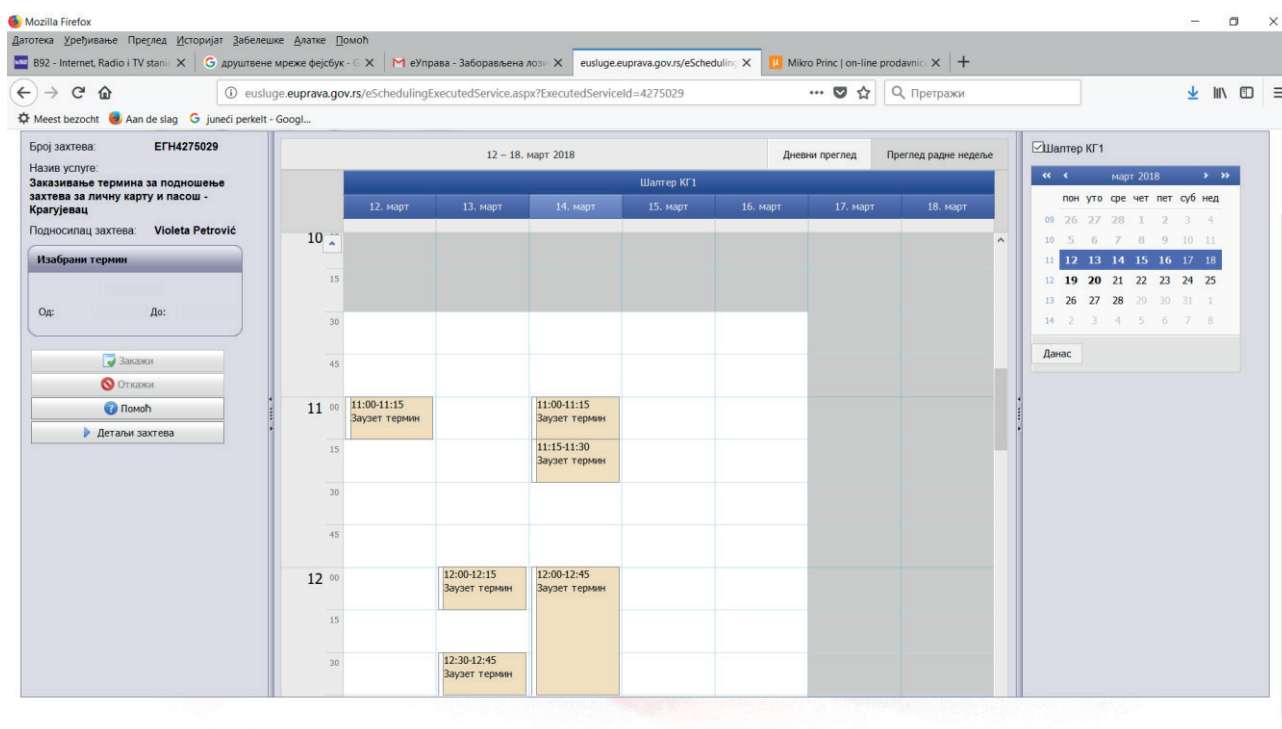 Mozilla Firefox
Датотека Уређивање Преглед Историјат Забелешке Алатке Помоћ
B92 - Internet, Radio i TV stanic
друштвене мреже фејсбук - G
еУправа - Заборављена лози
eusluge.euprava.gov.rs/eScheduling
Mikro Princ | on-line prodavnic
eusluge.euprava.gov.rs/eSchedulingExecutedService.aspx?ExecutedServiceId=4275029
Претражи
Meest bezocht Aan de slag juneći perkelt - Googl...
Број захтева: ЕГН4275029
Назив услуге:
Заказивање термина за подношење
захтева за личну карту и пасош -
Крагујевац
Подносилац захтева: Violeta Petrović
Изабрани термин
Од: До:
Закажи
Откажи
Помоћ
Детаљи захтева
12 – 18. март 2018 Дневни преглед Преглед радне недеље
Шалтер КГ1
12. март 13. март 14. март 15. март 16. март 17. март 18. март
10
15
30
45
11 00 11:00-11:15 11:00-11:15
Заузет термин Заузет термин
15 11:15-11:30
Заузет термин
30
45
12 00 12:00-12:15 12:00-12:45
Заузет термин Заузет термин
15
30 12:30-12:45
Заузет термин
Шалтер КГ1
март 2018
пон уто сре чет пет суб нед
09 26 27 28 1 2 3 4
10 5 6 7 8 9 10 11
11 12 13 14 15 16 17 18
12 19 20 21 22 23 24 25
13 26 27 28 29 30 31 1
14 2 3 4 5 6 7 8
Данас